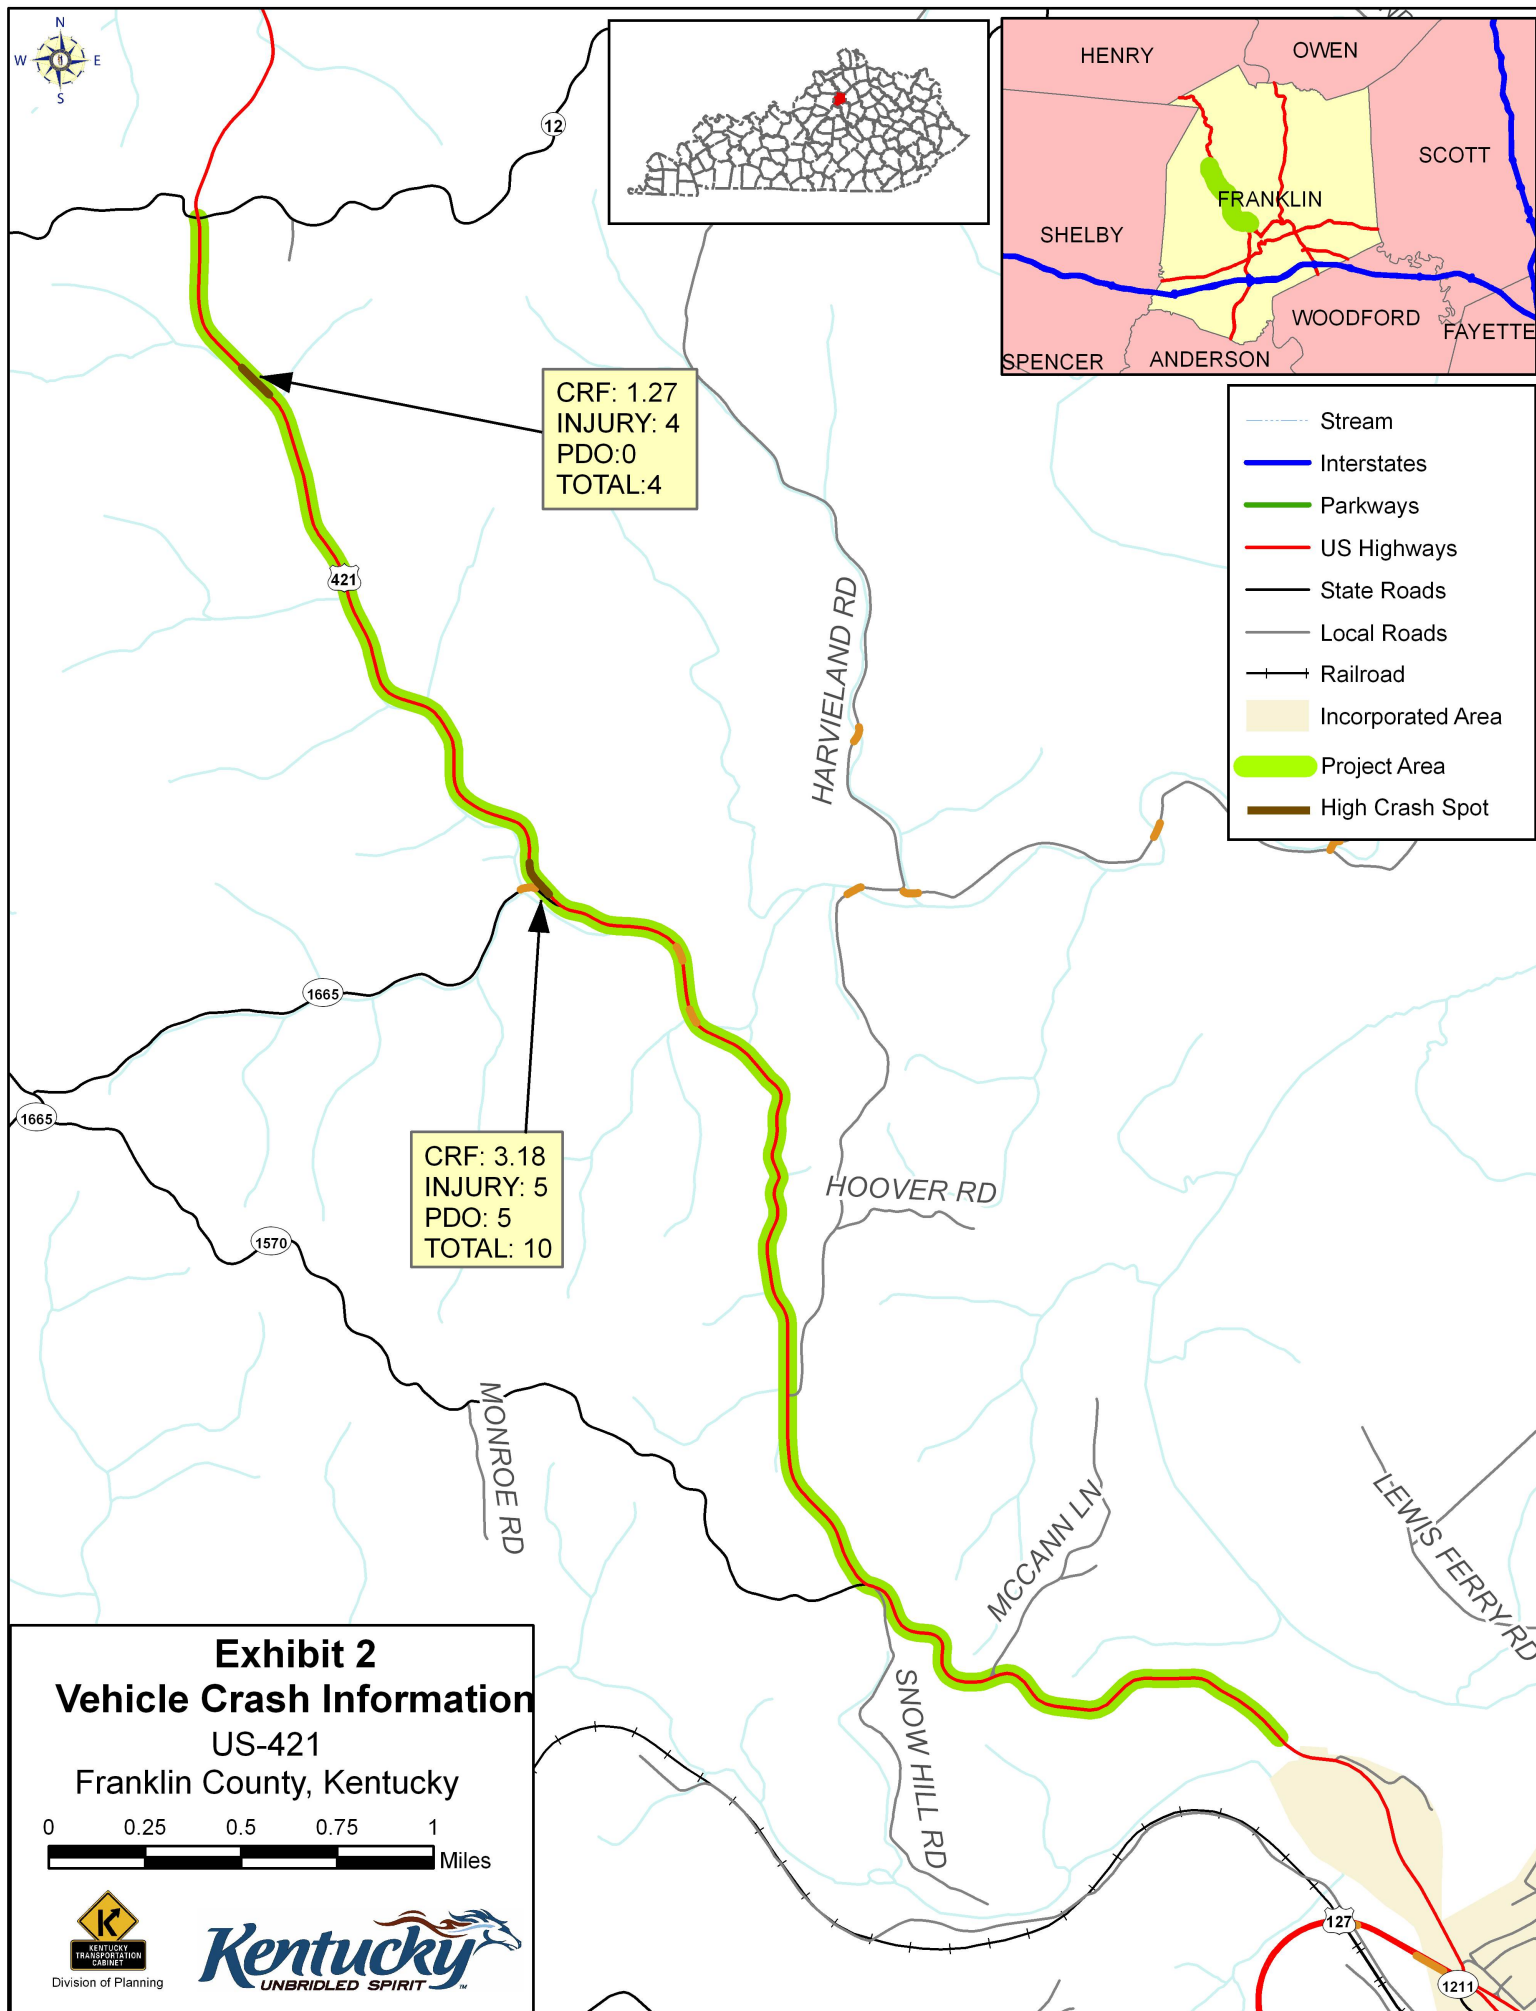 N
W
E
S
12
HENRY
OWEN
SCOTT
FRANKLIN
SHELBY
WOODFORD
FAYETTE
SPENCER
ANDERSON
CRF: 1.27
INJURY: 4
PDO:0
TOTAL:4
Stream
Interstates
Parkways
US Highways
State Roads
Local Roads
Railroad
Incorporated Area
Project Area
High Crash Spot
421
HARVIELAND RD
1665
1665
CRF: 3.18
INJURY: 5
PDO: 5
TOTAL: 10
HOOVER RD
1570
MONROE RD
MCCANN LN
LEWIS FERRY RD
SNOW HILL RD
Exhibit 2
Vehicle Crash Information
US-421
Franklin County, Kentucky
0 0.25 0.5 0.75 1
Miles
KENTUCKY
TRANSPORTATION
CABINET
Division of Planning
Kentucky
UNBRIDLED SPIRIT
TM
127
1211